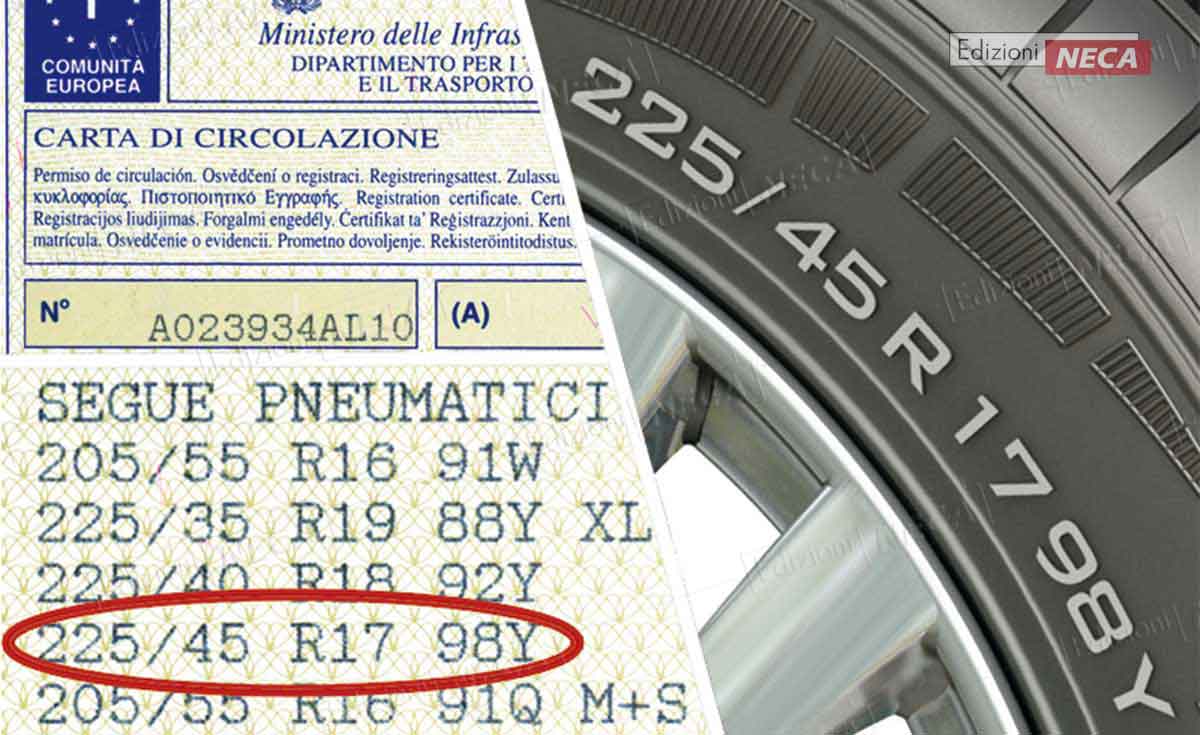 COMUNITÀ
EUROPEA
Ministero delle Infras
DIPARTIMENTO PER I
E IL TRASPORTO
CARTA DI CIRCOLAZIONE
Permiso de circulación. Osvědčení o registraci. Registreringsattest. Zulassu
κυκλοφορίας. Πιστοποιητικό Εγγραφής. Registration certificate. Certi
Registracijos liudijimas. Forgalmi engedély. Ċertifikat ta' Reġistrazzjoni. Kent
matrícula. Osvedčenie o evidencii. Prometno dovoljenje. Rekisteröintitodistus.
N° A023934AL10 (A)
SEGUE PNEUMATICI
205/55 R16 91W
225/35 R19 88Y XL
225/40 R18 92Y
225/45 R17 98Y
205/55 R16 91Q M+S
Edizioni NECA
225/45 R 17 98 Y